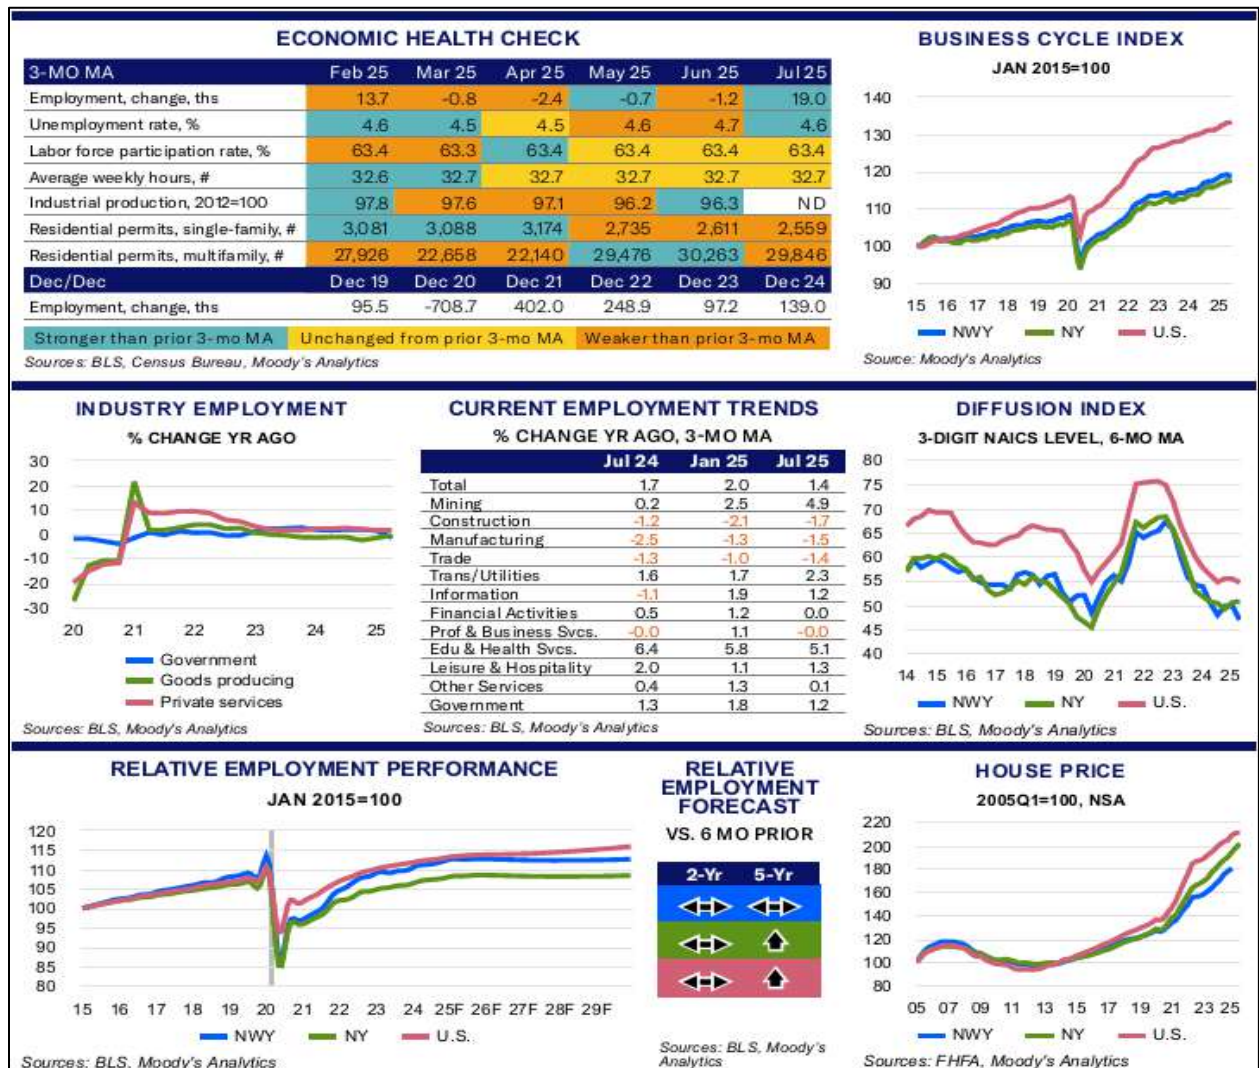 ECONOMIC HEALTH CHECK
3-MO MA Feb 25 Mar 25 Apr 25 May 25 Jun 25 Jul 25
Employment, change, ths 13.7 -0.8 -2.4 -0.7 -1.2 19.0
Unemployment rate, % 4.6 4.5 4.5 4.6 4.7 4.6
Labor force participation rate, % 63.4 63.3 63.4 63.4 63.4 63.4
Average weekly hours, # 32.6 32.7 32.7 32.7 32.7 32.7
Industrial production, 2012=100 97.8 97.6 97.1 96.2 96.3 ND
Residential permits, single-family, # 3,081 3,088 3,174 2,735 2,611 2,559
Residential permits, multifamily, # 27,926 22,658 22,140 29,476 30,263 29,846
Dec/Dec Dec 19 Dec 20 Dec 21 Dec 22 Dec 23 Dec 24
Employment, change, ths 95.5 -708.7 402.0 248.9 97.2 139.0
Stronger than prior 3-mo MA Unchanged from prior 3-mo MA Weaker than prior 3-mo MA
Sources: BLS, Census Bureau, Moody's Analytics
BUSINESS CYCLE INDEX
JAN 2015=100
140
130
120
110
100
90
15 16 17 18 19 20 21 22 23 24 25
NWY NY U.S.
Source: Moody's Analytics
INDUSTRY EMPLOYMENT
% CHANGE YR AGO
30
20
10
0
-10
-20
-30
20 21 22 23 24 25
Government
Goods producing
Private services
Sources: BLS, Moody's Analytics
CURRENT EMPLOYMENT TRENDS
% CHANGE YR AGO, 3-MO MA
Jul 24 Jan 25 Jul 25
Total 1.7 2.0 1.4
Mining 0.2 2.5 4.9
Construction -1.2 -2.1 -1.7
Manufacturing -2.5 -1.3 -1.5
Trade -1.3 -1.0 -1.4
Trans/Utilities 1.6 1.7 2.3
Information -1.1 1.9 1.2
Financial Activities 0.5 1.2 0.0
Prof & Business Svcs. -0.0 1.1 -0.0
Edu & Health Svcs. 6.4 5.8 5.1
Leisure & Hospitality 2.0 1.1 1.3
Other Services 0.4 1.3 0.1
Government 1.3 1.8 1.2
Sources: BLS, Moody's Analytics
DIFFUSION INDEX
3-DIGIT NAICS LEVEL, 6-MO MA
80
75
70
65
60
55
50
45
40
14 15 16 17 18 19 20 21 22 23 24 25
NWY NY U.S.
Sources: BLS, Moody's Analytics
RELATIVE EMPLOYMENT PERFORMANCE
JAN 2015=100
120
115
110
105
100
95
90
85
80
15 16 17 18 19 20 21 22 23 24 25F 26F 27F 28F 29F
NWY NY U.S.
Sources: BLS, Moody's Analytics
RELATIVE
EMPLOYMENT
FORECAST
VS. 6 MO PRIOR
2-Yr 5-Yr
Sources: BLS, Moody's
Analytics
HOUSE PRICE
2005Q1=100, NSA
220
200
180
160
140
120
100
80
05 07 09 11 13 15 17 19 20 21 23 25
NWY NY U.S.
Sources: FHFA, Moody's Analytics